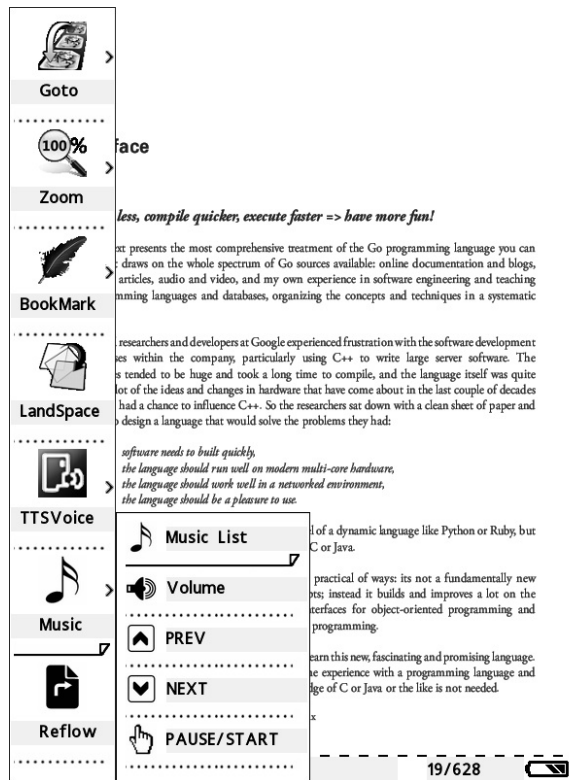 Goto
100%
Zoom
BookMark
LandSpace
TTSVoice
Music
Reflow
Music List
Volume
PREV
NEXT
PAUSE/START
face
less, compile quicker, execute faster => have more fun!
presents the most comprehensive treatment of the Go programming language you can
draws on the whole spectrum of Go sources available: online documentation and blogs,
articles, audio and video, and my own experience in software engineering and teaching
languages and databases, organizing the concepts and techniques in a systematic
researchers and developers at Google experienced frustration with the software development
within the company, particularly using C++ to write large server software. The
tended to be huge and took a long time to compile, and the language itself was quite
lot of the ideas and changes in hardware that have come about in the last couple of decades
had a chance to influence C++. So the researchers sat down with a clean sheet of paper and
design a language that would solve the problems they had:
software needs to built quickly,
the language should run well on modern multi-core hardware,
the language should work well in a networked environment,
the language should be a pleasure to use.
of a dynamic language like Python or Ruby, but
C or Java.
practical of ways: its not a fundamentally new
instead it builds and improves a lot on the
for object-oriented programming and
programming.
this new, fascinating and promising language.
experience with a programming language and
of C or Java or the like is not needed.
x
19/628